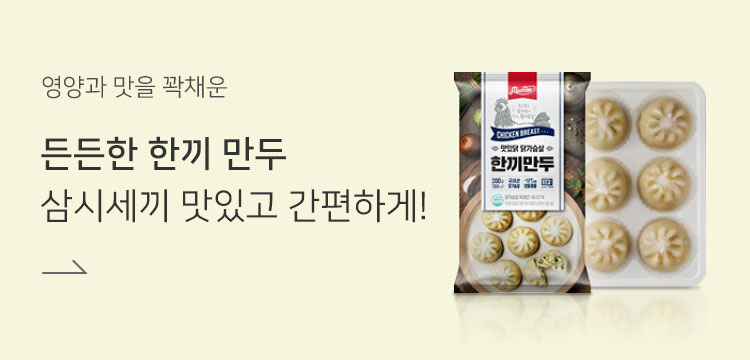 영양과 맛을 꽉채운
든든한 한끼 만두
삼시세끼 맛있고 간편하게!
CHICKEN BREAST
맛있닭 닭가슴살
한끼만두
200g